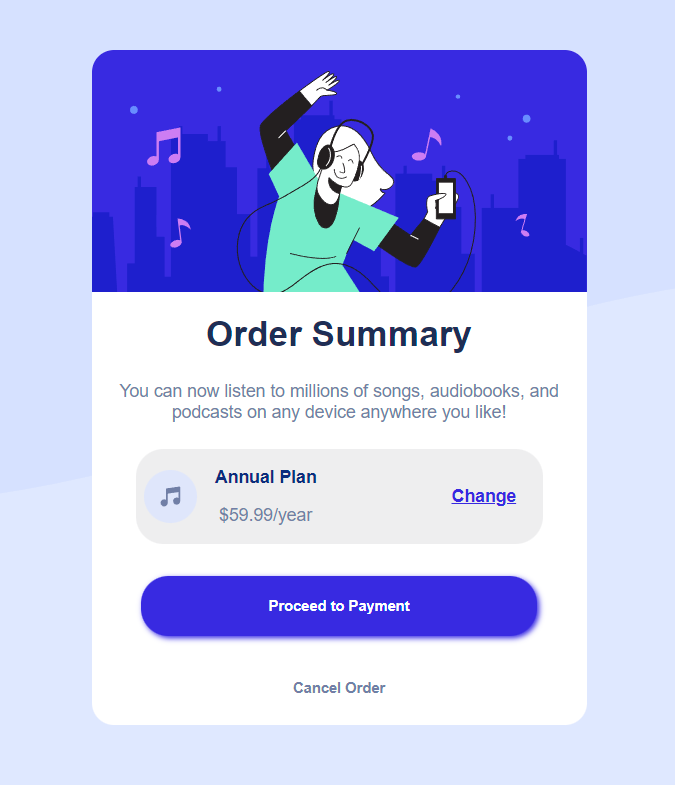 Order Summary
You can now listen to millions of songs, audiobooks, and
podcasts on any device anywhere you like!
Annual Plan
$59.99/year
Change
Proceed to Payment
Cancel Order